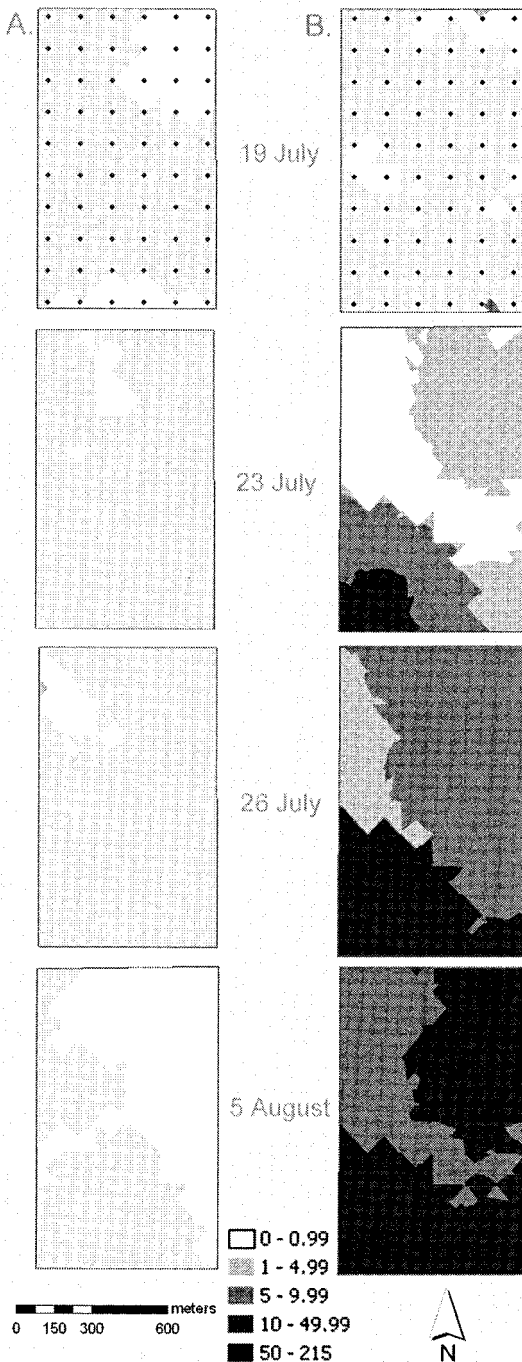 A. B.
19 July
23 July
26 July
5 August
0 - 0.99
1 - 4.99
5 - 9.99
10 - 49.99
50 - 215
meters
0 150 300 600
N